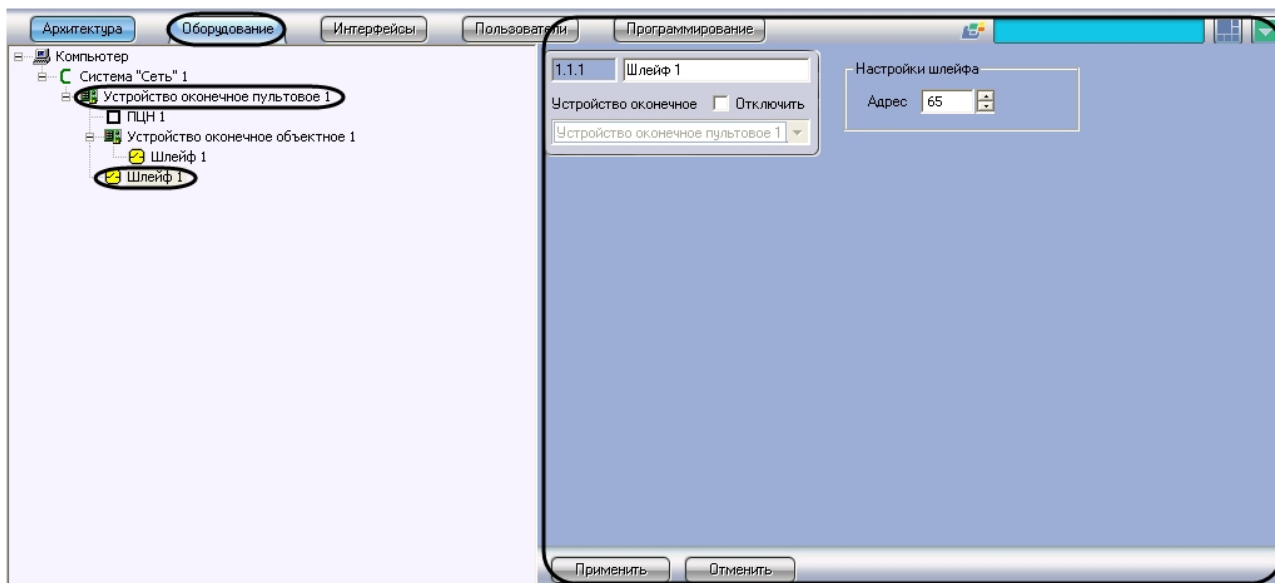 Архитектура Оборудование Интерфейсы Пользователи Программирование
Компьютер
Система "Сеть" 1
Устройство оконечное пультовое 1
ПЦН 1
Устройство оконечное объектное 1
Шлейф 1
Шлейф 1
1.1.1 Шлейф 1
Устройство оконечное Отключить
Устройство оконечное пультовое 1
Настройки шлейфа
Адрес 65
Применить Отменить